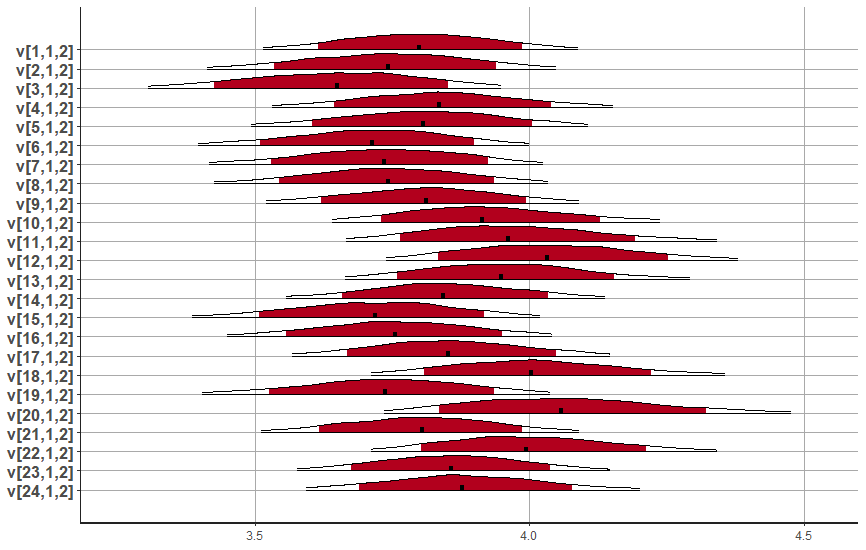 v[1,1,2]
v[2,1,2]
v[3,1,2]
v[4,1,2]
v[5,1,2]
v[6,1,2]
v[7,1,2]
v[8,1,2]
v[9,1,2]
v[10,1,2]
v[11,1,2]
v[12,1,2]
v[13,1,2]
v[14,1,2]
v[15,1,2]
v[16,1,2]
v[17,1,2]
v[18,1,2]
v[19,1,2]
v[20,1,2]
v[21,1,2]
v[22,1,2]
v[23,1,2]
v[24,1,2]
3.5 4.0 4.5